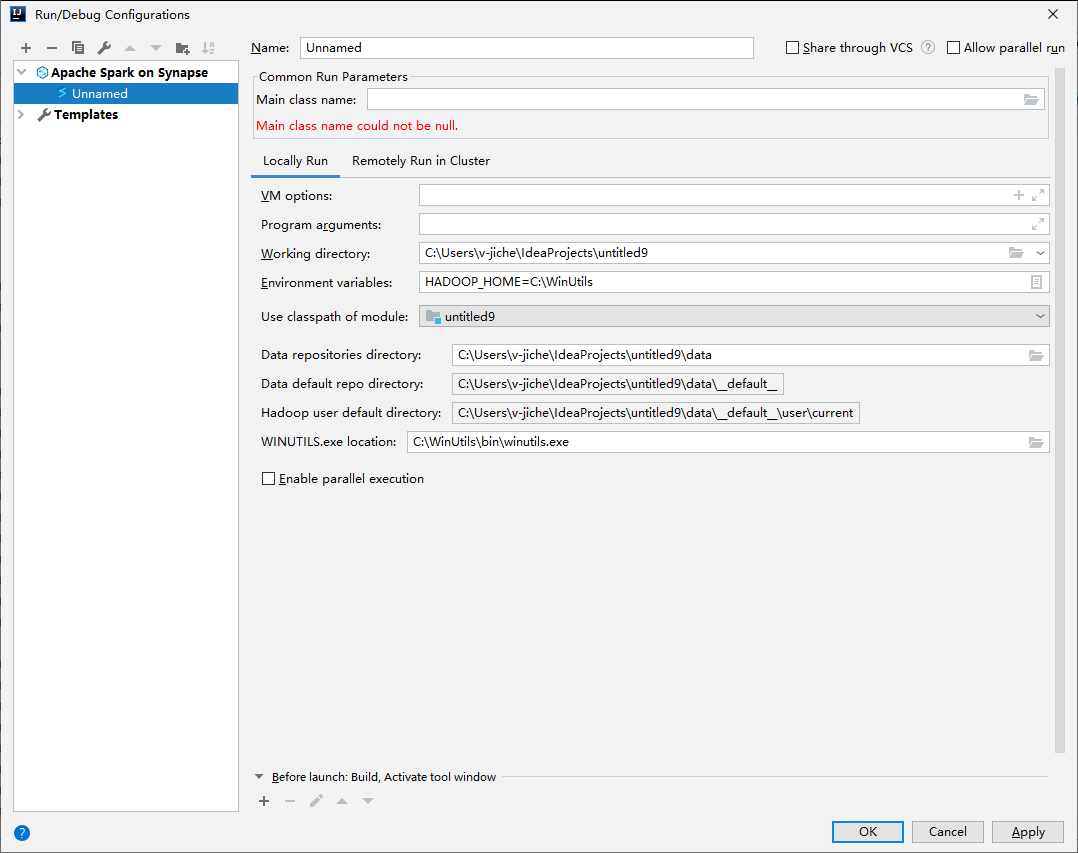 Run/Debug Configurations
Name: Unnamed Share through VCS ? Allow parallel run
Apache Spark on Synapse
Unnamed
Templates
Common Run Parameters
Main class name:
Main class name could not be null.
Locally Run Remotely Run in Cluster
VM options:
Program arguments:
Working directory: C:\Users\v-jiche\IdeaProjects\untitled9
Environment variables: HADOOP_HOME=C:\WinUtils
Use classpath of module: untitled9
Data repositories directory: C:\Users\v-jiche\IdeaProjects\untitled9\data
Data default repo directory: C:\Users\v-jiche\IdeaProjects\untitled9\data\__default__
Hadoop user default directory: C:\Users\v-jiche\IdeaProjects\untitled9\data\__default__\user\current
WINUTILS.exe location: C:\WinUtils\bin\winutils.exe
Enable parallel execution
Before launch: Build, Activate tool window
? OK Cancel Apply